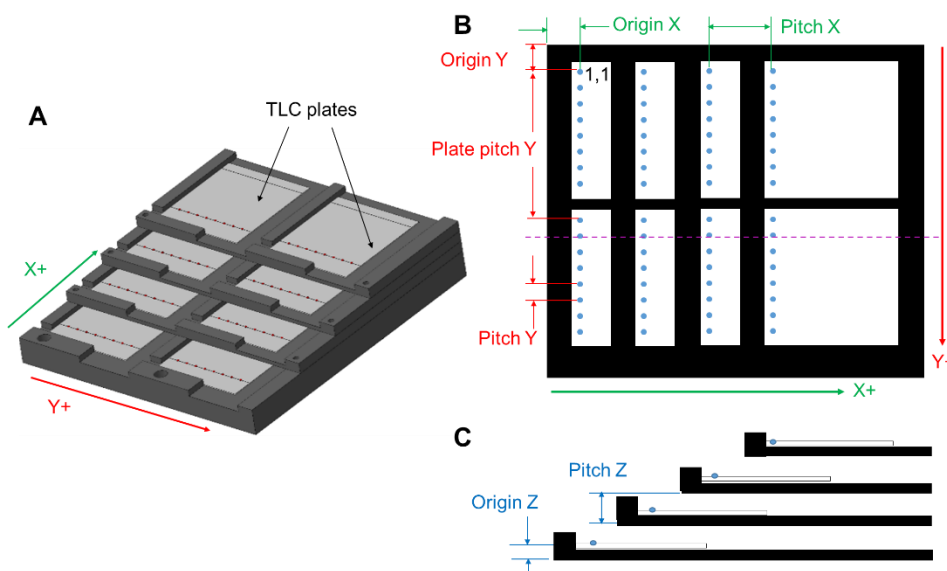 A
TLC plates
X+
Y+
B
Origin X
Pitch X
Origin Y
1,1
Plate pitch Y
Pitch Y
Y+
X+
C
Pitch Z
Origin Z